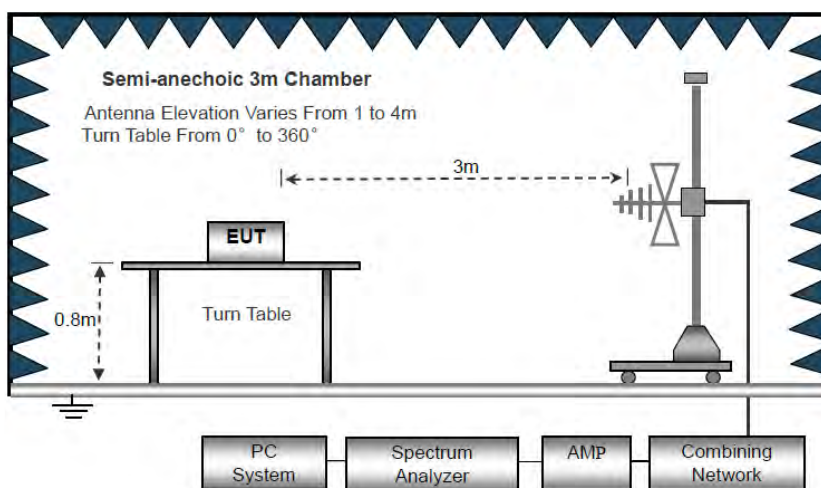 Semi-anechoic 3m Chamber
Antenna Elevation Varies From 1 to 4m
Turn Table From 0° to 360°
3m
EUT
0.8m
Turn Table
PC
System
Spectrum
Analyzer
AMP
Combining
Network